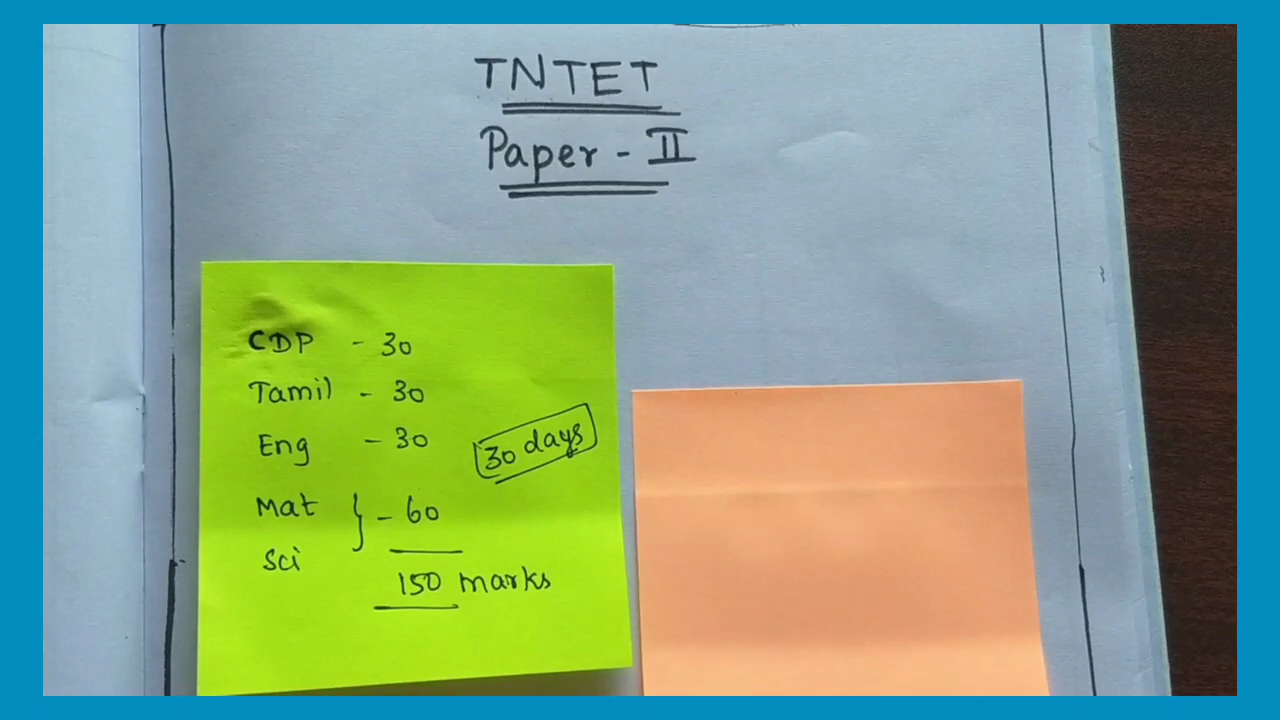 TNTET
Paper - II
CDP - 30
Tamil - 30
Eng - 30
30 days
Mat } - 60
Sci
150 marks